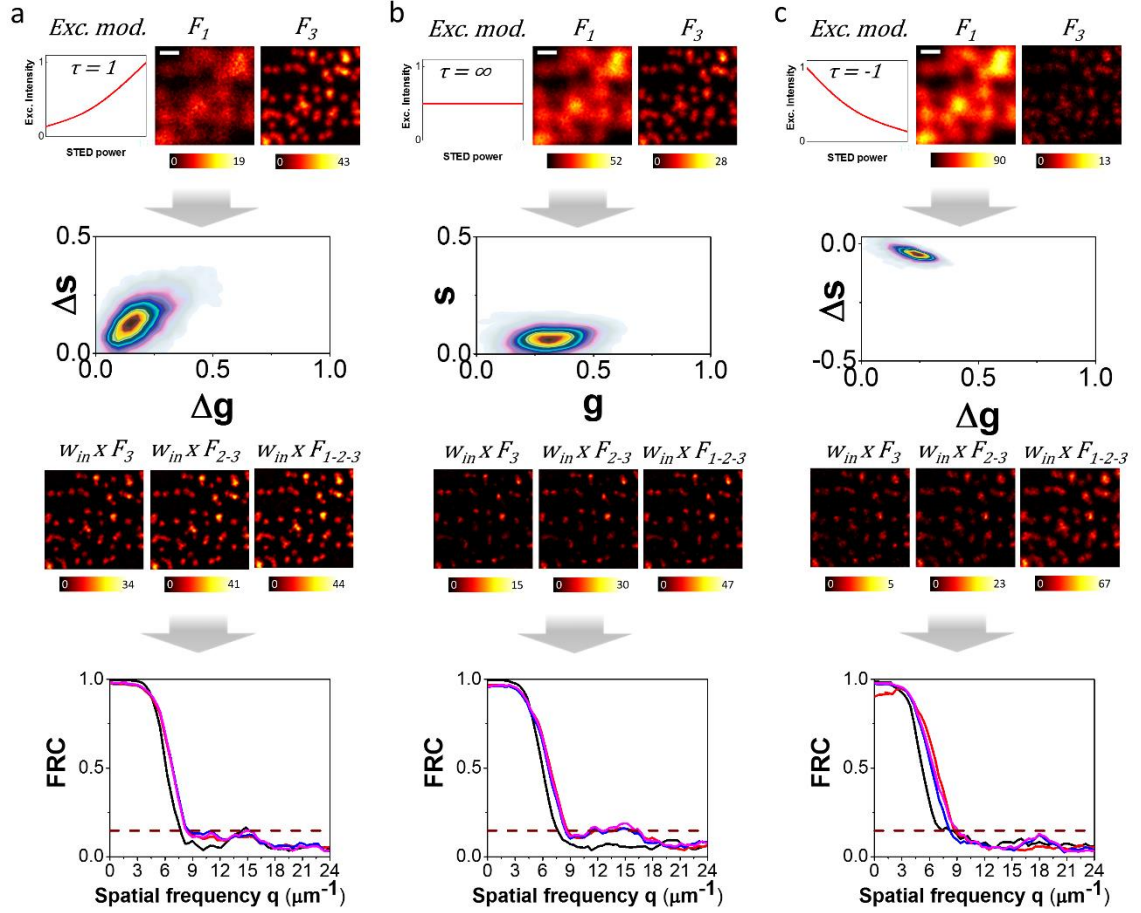 a
Exc. mod. F1 F3
1
τ = 1
Exc. Intensity
0
STED power
0 19 0 43
0.5
Δs
0.0
0.0 0.5 1.0
Δg
win x F3 win x F2-3 win x F1-2-3
0 34 0 41 0 44
1.0
FRC
0.5
0.0
0 3 6 9 12 15 18 21 24
Spatial frequency q (μm-1)
b
Exc. mod. F1 F3
1
τ = ∞
Exc. Intensity
0
STED power
0 52 0 28
0.5
s
0.0
0.0 0.5 1.0
g
win x F3 win x F2-3 win x F1-2-3
0 15 0 30 0 47
1.0
FRC
0.5
0.0
0 3 6 9 12 15 18 21 24
Spatial frequency q (μm-1)
c
Exc. mod. F1 F3
1
τ = -1
Exc. Intensity
0
STED power
0 90 0 13
0.0
Δs
-0.5
0.0 0.5 1.0
Δg
win x F3 win x F2-3 win x F1-2-3
0 5 0 23 0 67
1.0
FRC
0.5
0.0
0 3 6 9 12 15 18 21 24
Spatial frequency q (μm-1)